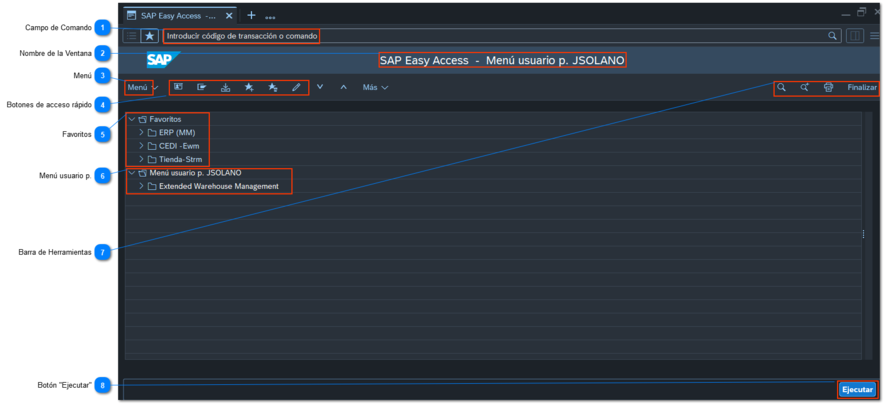 SAP Easy Access -...
Campo de Comando 1
Introducir código de transacción o comando
Nombre de la Ventana 2
SAP
SAP Easy Access - Menú usuario p. JSOLANO
Menú 3
Menú
Más
Finalizar
Botones de acceso rápido 4
Favoritos 5
Favoritos
ERP (MM)
CEDI -Ewm
Tienda-Strm
Menú usuario p. 6
Menú usuario p. JSOLANO
Extended Warehouse Management
Barra de Herramientas 7
Botón "Ejecutar" 8
Ejecutar